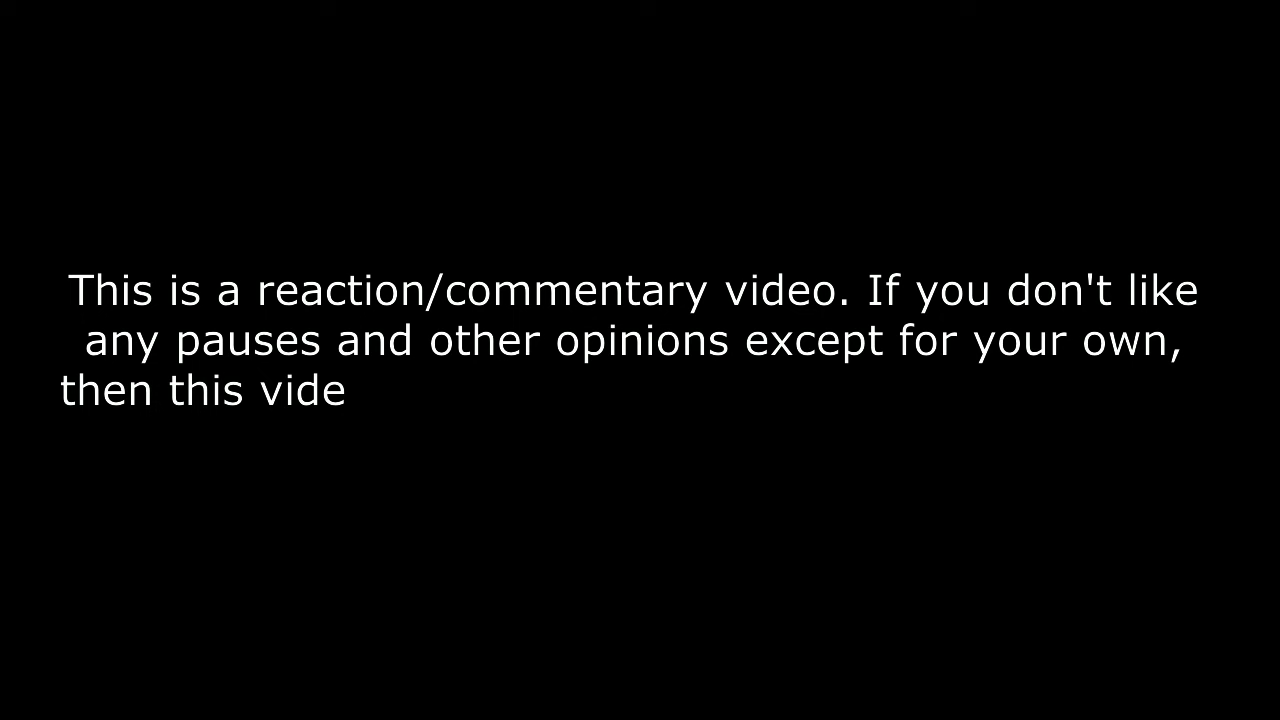 This is a reaction/commentary video. If you don't like
any pauses and other opinions except for your own,
then this vide